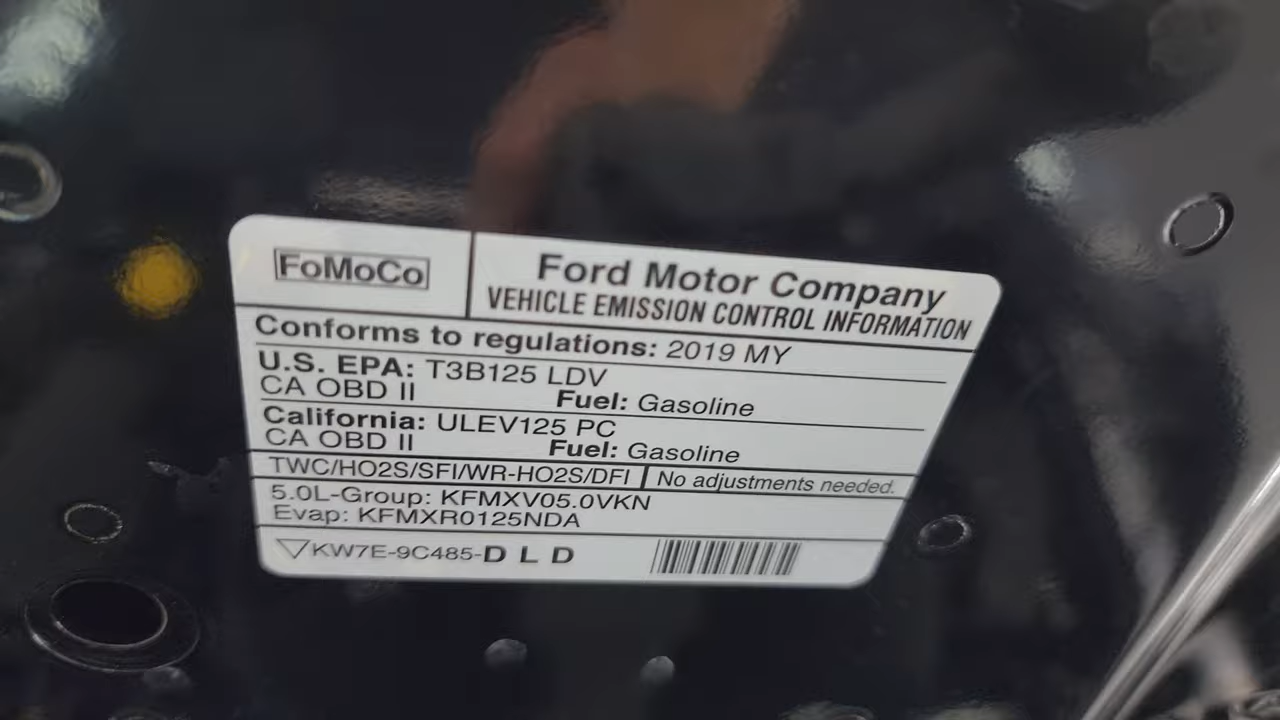 FoMoCo
Ford Motor Company
VEHICLE EMISSION CONTROL INFORMATION
Conforms to regulations: 2019 MY
U.S. EPA: T3B125 LDV
CA OBD II Fuel: Gasoline
California: ULEV125 PC
CA OBD II Fuel: Gasoline
TWC/HO2S/SFI/WR-HO2S/DFI No adjustments needed.
5.0L-Group: KFMXV05.0VKN
Evap: KFMXR0125NDA
KW7E-9C485-D L D